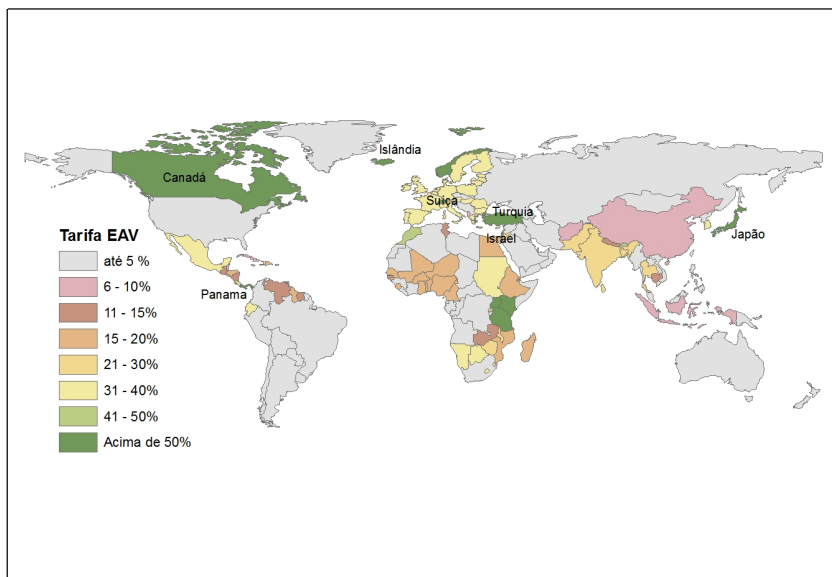 Islândia
Canadá
Suiça
Turquia
Israel
Japão
Panama
Tarifa EAV
até 5 %
6 - 10%
11 - 15%
15 - 20%
21 - 30%
31 - 40%
41 - 50%
Acima de 50%